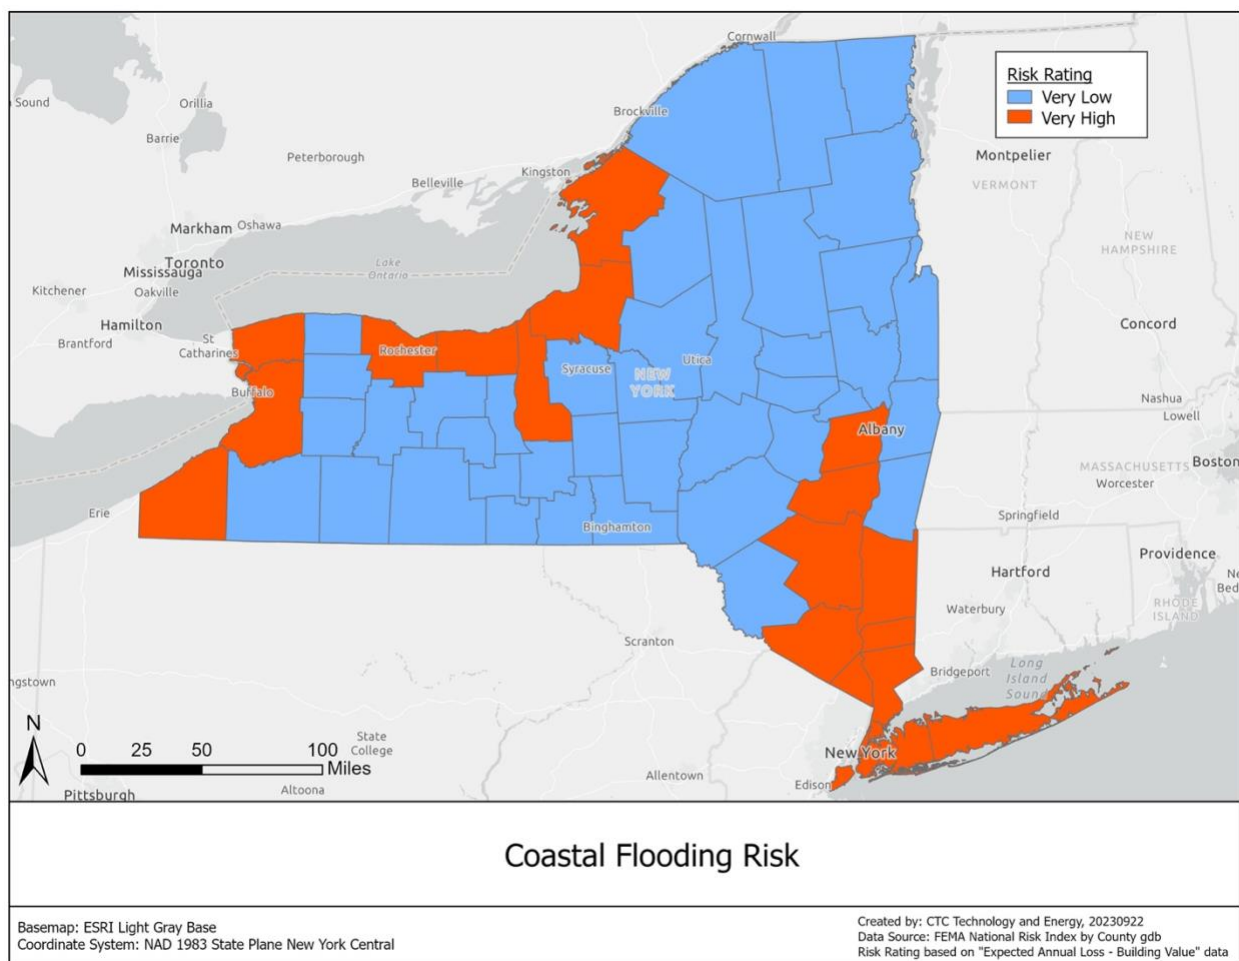 Cornwall
Risk Rating
Very Low
Very High
Sound
Orillia
Brockville
Barrie
Montpelier
Peterborough
Kingston
VERMONT
Belleville
Markham
Oshawa
NEW
HAMPSHIRE
Toronto
Lake
Ontario
Mississauga
Kitchener
Oakville
Hamilton
Concord
Brantford
St
Catharines
Rochester
Utica
Syracuse
NEW
YORK
Buffalo
Nashua
Lowell
Albany
MASSACHUSETTS
Boston
Worcester
Erie
Springfield
Binghamton
Providence
Hartford
Ne
Bed
RHODE
ISLAND
Waterbury
Scranton
Bridgeport
Long
Island
Sound
ngstown
N
State
College
0 25 50 100
Miles
New York
Allentown
Edison
Pittsburgh
Altoona
Coastal Flooding Risk
Basemap: ESRI Light Gray Base
Coordinate System: NAD 1983 State Plane New York Central
Created by: CTC Technology and Energy, 20230922
Data Source: FEMA National Risk Index by County gdb
Risk Rating based on "Expected Annual Loss - Building Value" data